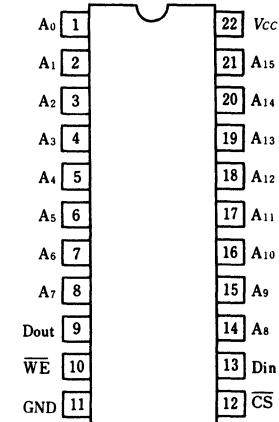 A0 1 22 Vcc
A1 2 21 A15
A2 3 20 A14
A3 4 19 A13
A4 5 18 A12
A5 6 17 A11
A6 7 16 A10
A7 8 15 A9
Dout 9 14 A8
W̅E̅ 10 13 Din
GND 11 12 C̅S̅